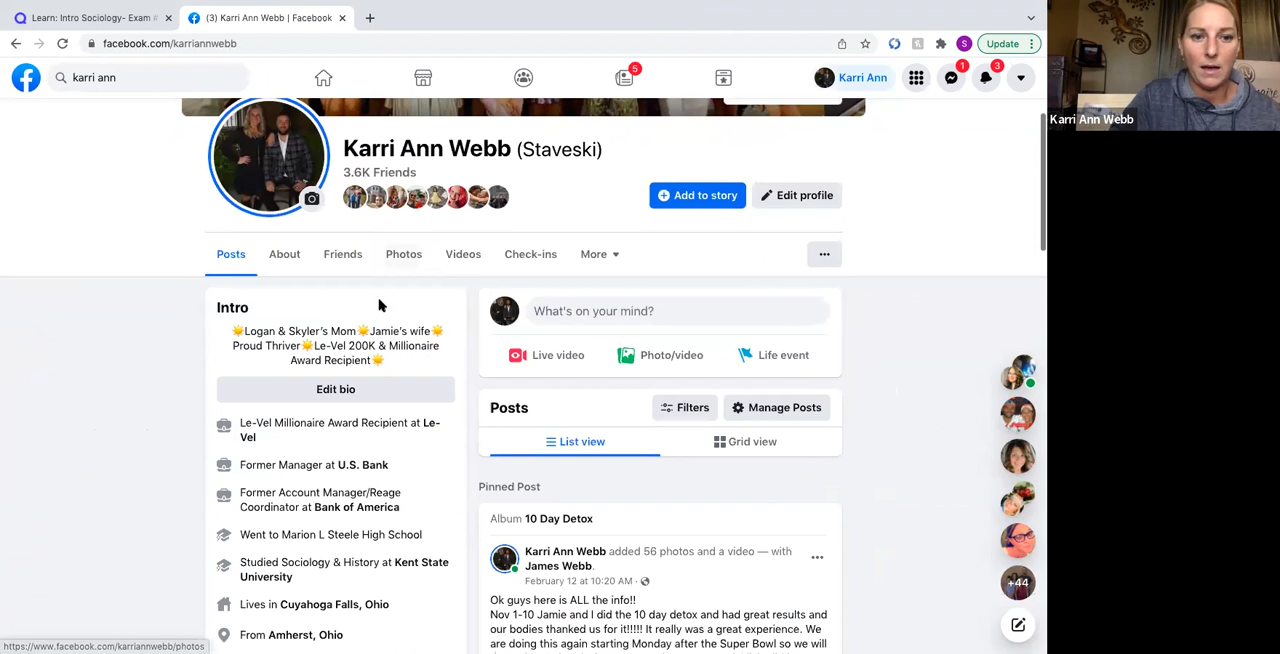 Learn: Intro Sociology- Exam #
(3) Karri Ann Webb | Facebook
facebook.com/karriannwebb
S
Update
karri ann
5
Karri Ann
1
3
Karri Ann Webb
Karri Ann Webb (Staveski)
3.6K Friends
Add to story
Edit profile
Posts
About
Friends
Photos
Videos
Check-ins
More
Intro
Logan & Skyler's Mom Jamie's wife
Proud Thriver Le-Vel 200K & Millionaire
Award Recipient
Edit bio
Le-Vel Millionaire Award Recipient at Le-
Vel
Former Manager at U.S. Bank
Former Account Manager/Reage
Coordinator at Bank of America
Went to Marion L Steele High School
Studied Sociology & History at Kent State
University
Lives in Cuyahoga Falls, Ohio
From Amherst, Ohio
What's on your mind?
Live video
Photo/video
Life event
Posts
Filters
Manage Posts
List view
Grid view
Pinned Post
Album 10 Day Detox
Karri Ann Webb added 56 photos and a video — with
James Webb.
February 12 at 10:20 AM ·
Ok guys here is ALL the info!!
Nov 1-10 Jamie and I did the 10 day detox and had great results and
our bodies thanked us for it!!!!! It really was a great experience. We
are doing this again starting Monday after the Super Bowl so we will
+44
https://www.facebook.com/karriannwebb/photos